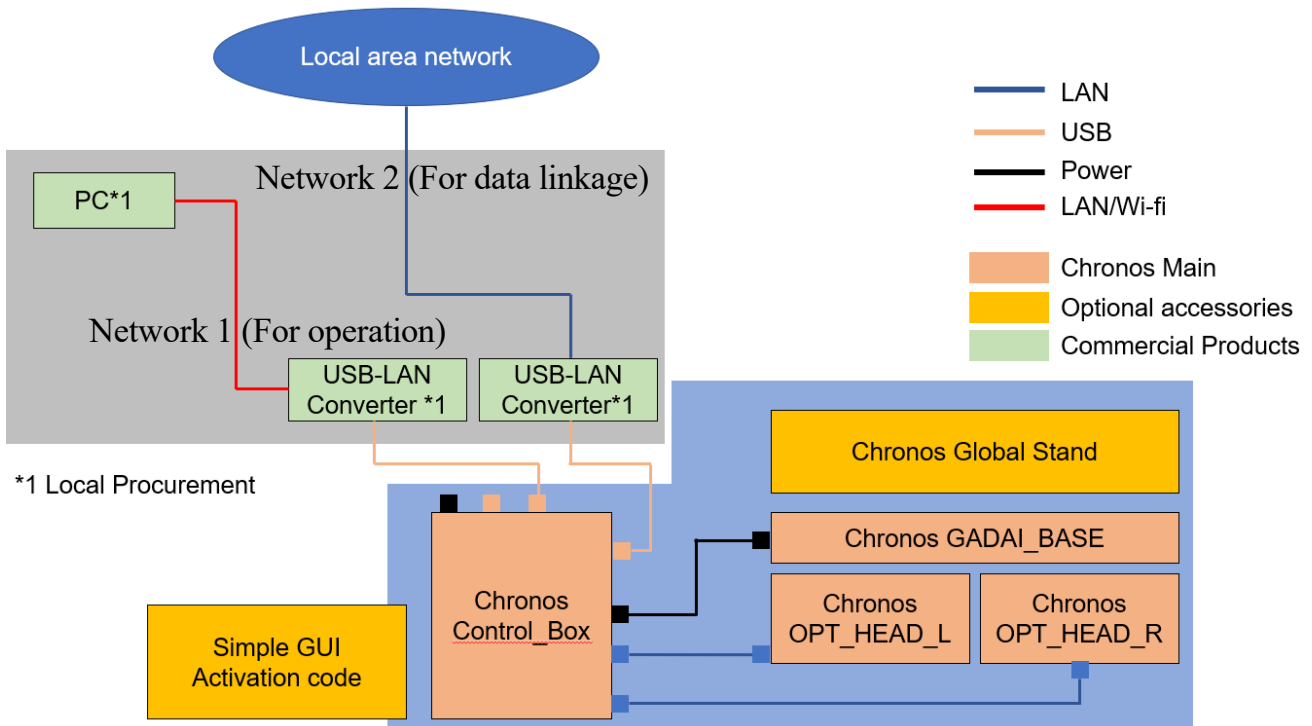 Local area network
LAN
USB
Power
LAN/Wi-fi
Chronos Main
Optional accessories
Commercial Products
Network 2 (For data linkage)
PC*1
Network 1 (For operation)
USB-LAN
Converter *1
USB-LAN
Converter*1
*1 Local Procurement
Chronos Global Stand
Chronos GADAI_BASE
Chronos
Control_Box
Chronos
OPT_HEAD_L
Chronos
OPT_HEAD_R
Simple GUI
Activation code